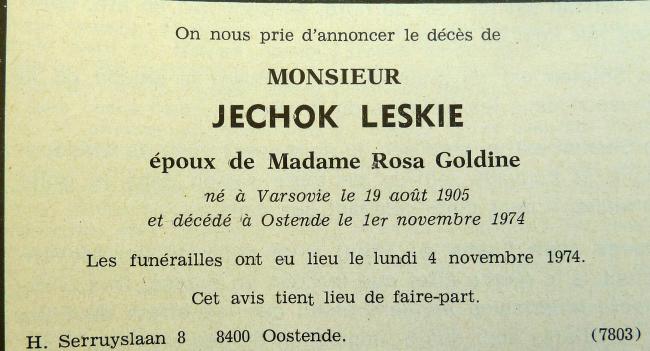 On nous prie d'annoncer le décès de
MONSIEUR
JECHOK LESKIE
époux de Madame Rosa Goldine
né à Varsovie le 19 août 1905
et décédé à Ostende le 1er novembre 1974
Les funérailles ont eu lieu le lundi 4 novembre 1974.
Cet avis tient lieu de faire-part.
H. Serruyslaan 8 8400 Oostende. (7803)